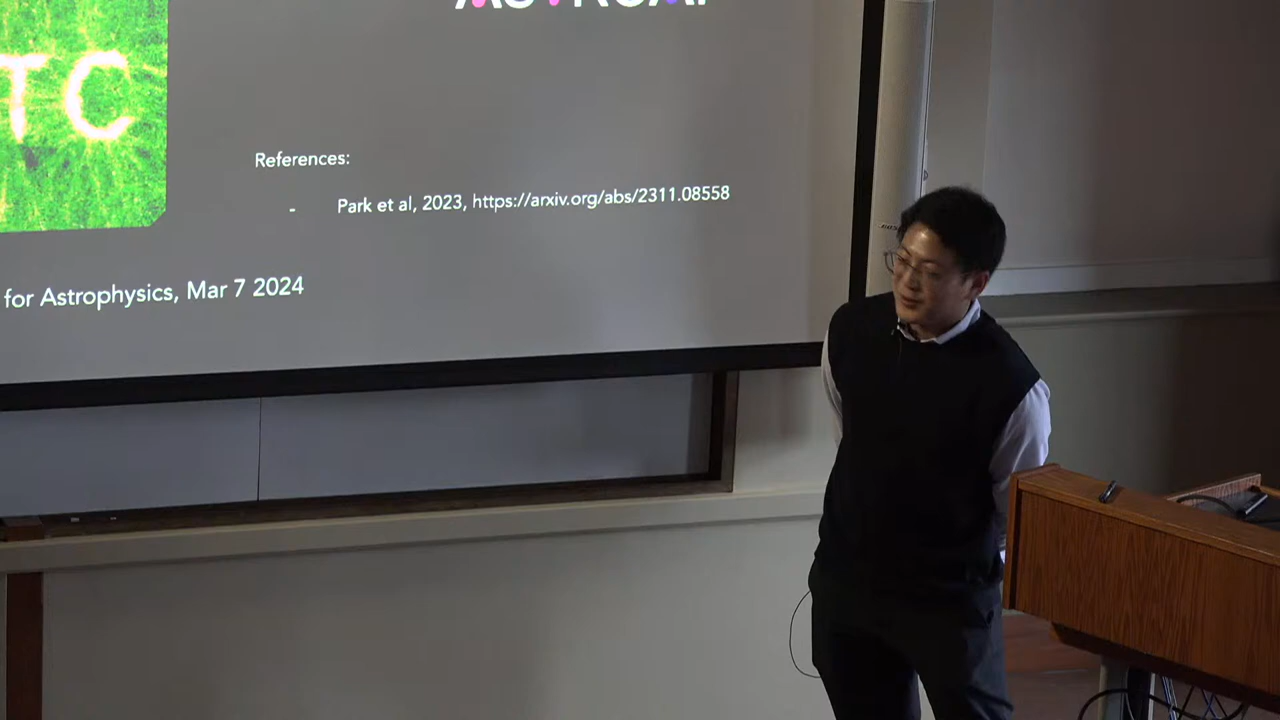 TC
References:
- Park et al, 2023, https://arxiv.org/abs/2311.08558
for Astrophysics, Mar 7 2024